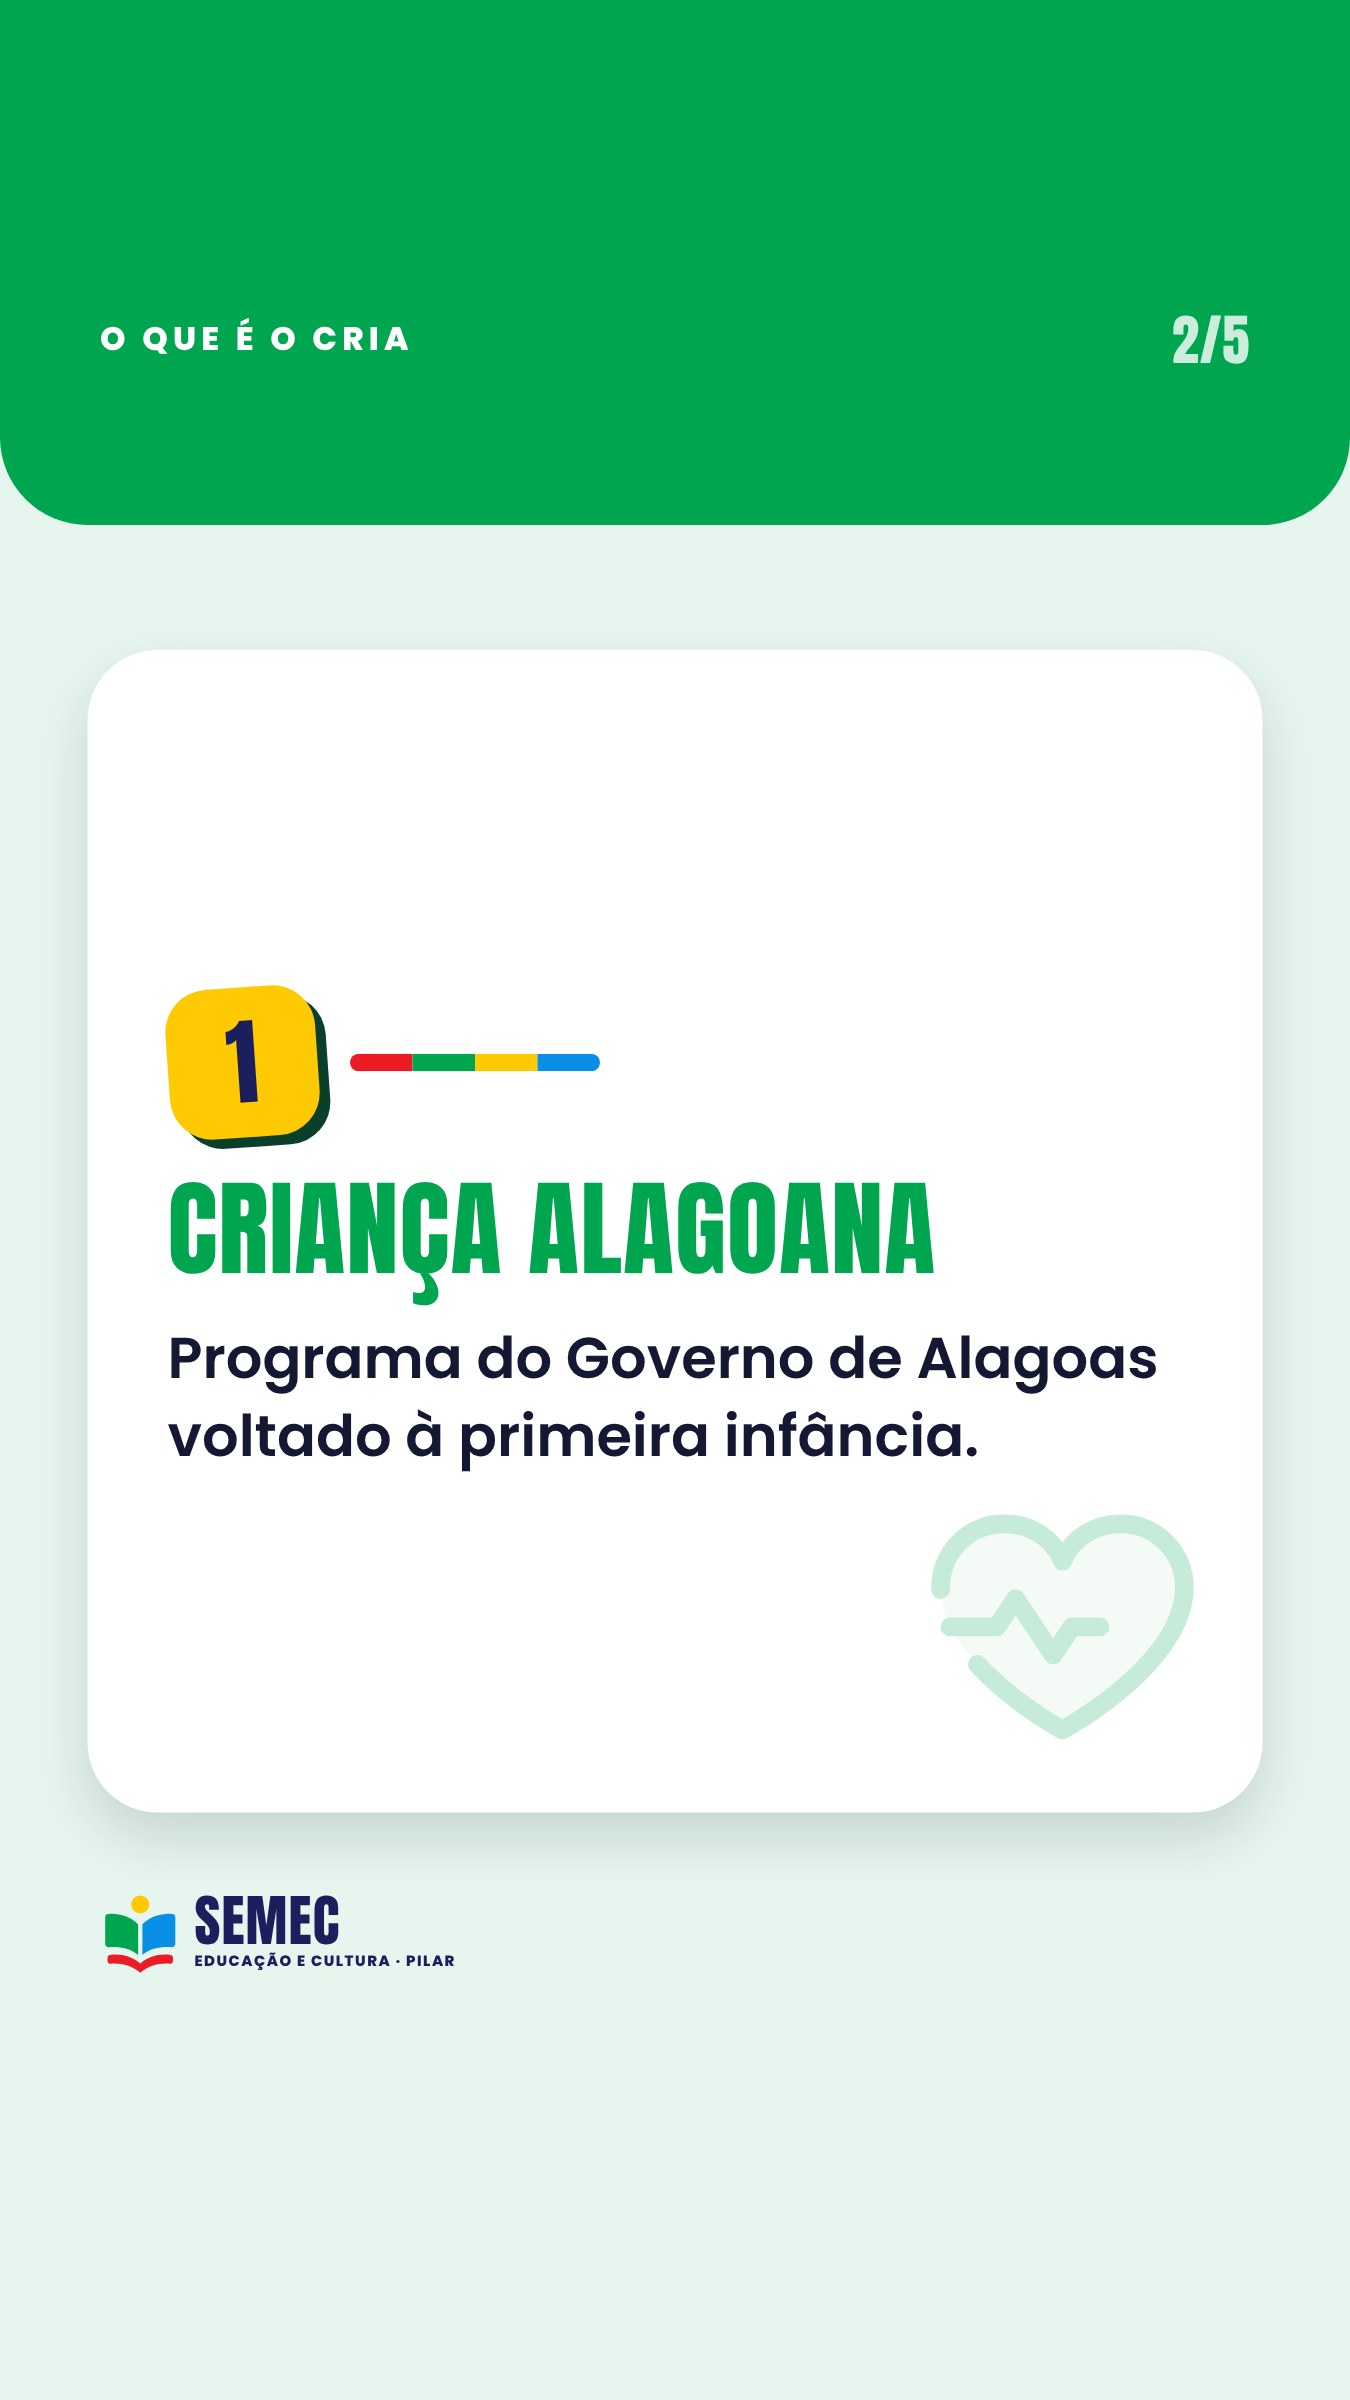 O QUE É O CRIA
2/5
1
CRIANÇA ALAGOANA
Programa do Governo de Alagoas
voltado à primeira infância.
SEMEC
EDUCAÇÃO E CULTURA · PILAR